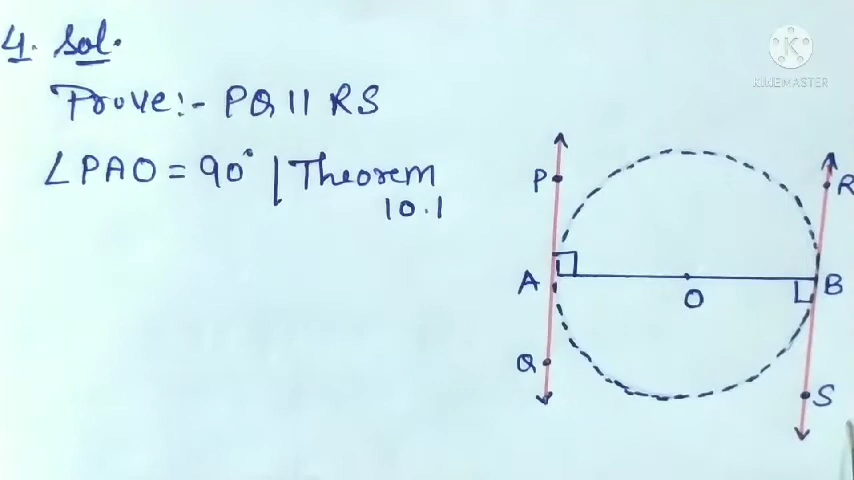 4. Sol.
Prove:- PQ || RS
∠PAO = 90° | Theorem
10.1
K
KINEMASTER
P
R
A
O
B
Q
S